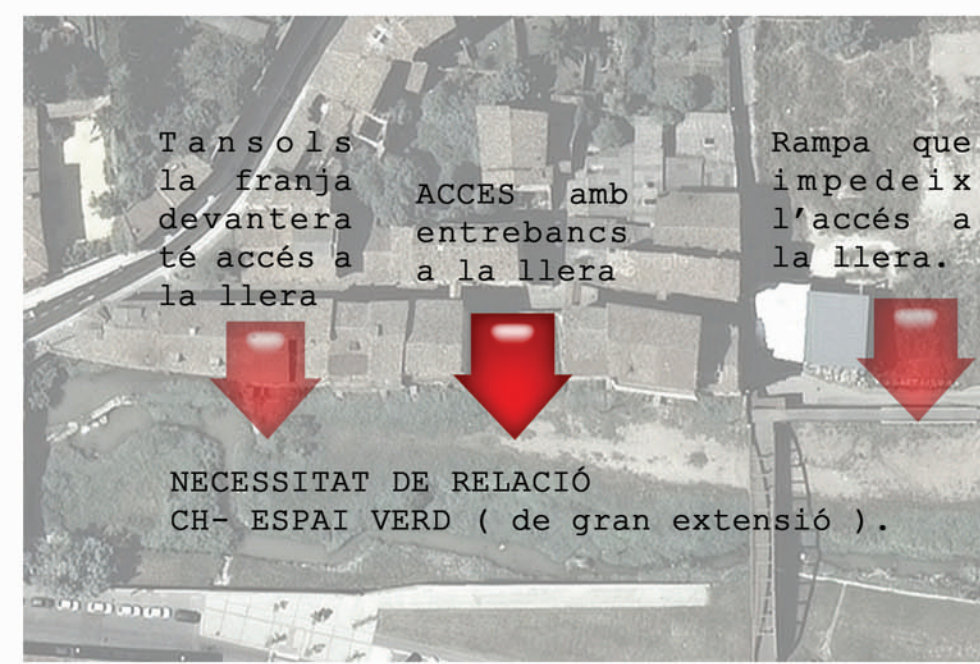 Tansols
la franja
devantera
té accés a
la llera
ACCES amb
entrebancs
a la llera
Rampa que
impedeix
l'accés a
la llera.
NECESSITAT DE RELACIÓ
CH- ESPAI VERD ( de gran extensió ).